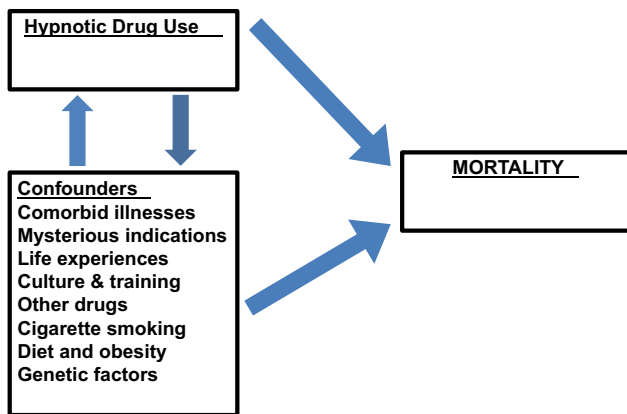 Hypnotic Drug Use
Confounders
Comorbid illnesses
Mysterious indications
Life experiences
Culture & training
Other drugs
Cigarette smoking
Diet and obesity
Genetic factors
MORTALITY